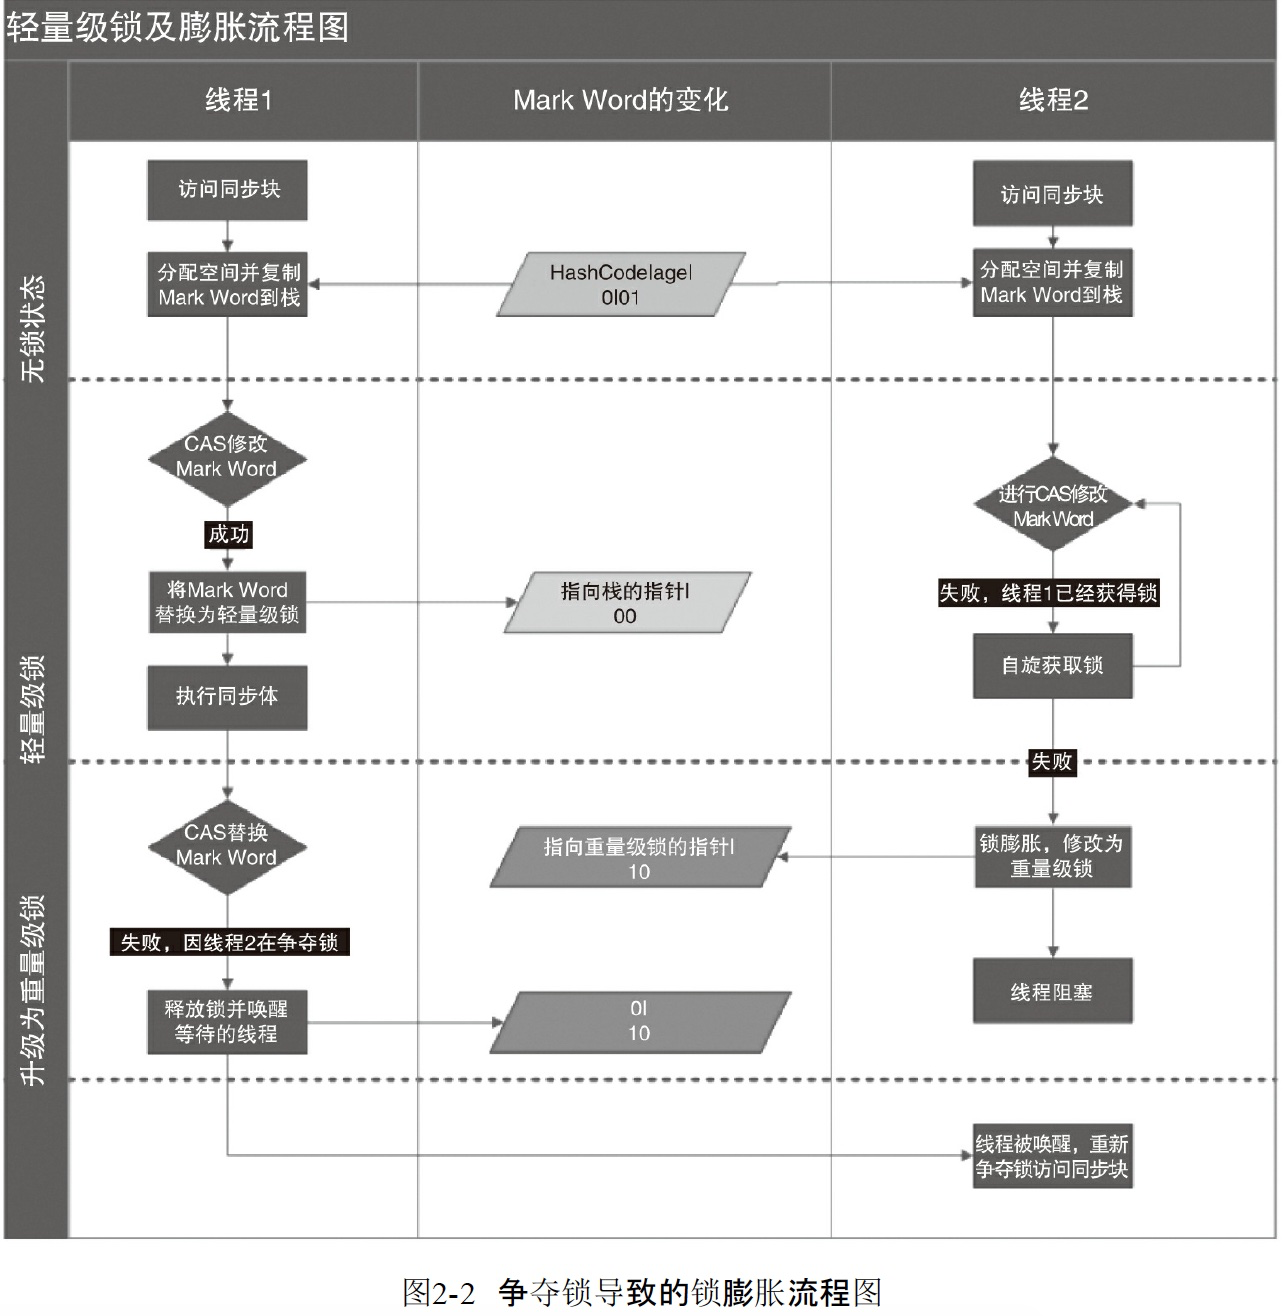 轻量级锁及膨胀流程图
线程1
Mark Word的变化
线程2
无锁状态
访问同步块
访问同步块
分配空间并复制
Mark Word到栈
HashCodelagel
0l01
分配空间并复制
Mark Word到栈
轻量级锁
CAS修改
Mark Word
进行CAS修改
Mark Word
成功
失败，线程1已经获得锁
将Mark Word
替换为轻量级锁
指向栈的指针l
00
自旋获取锁
执行同步体
失败
升级为重量级锁
CAS替换
Mark Word
指向重量级锁的指针l
10
锁膨胀，修改为
重量级锁
失败，因线程2在争夺锁
释放锁并唤醒
等待的线程
0l
10
线程阻塞
线程被唤醒，重新
争夺锁访问同步块
图2-2 争夺锁导致的锁膨胀流程图